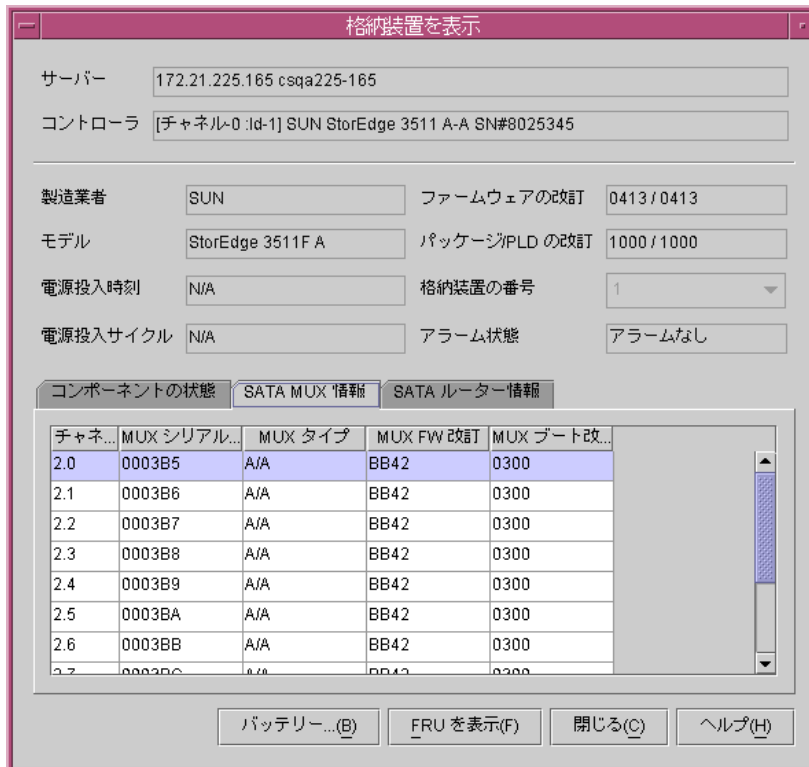 格納装置を表示
サーバー 172.21.225.165 csqa225-165
コントローラ [チャネル-0 :Id-1] SUN StorEdge 3511 A-A SN#8025345
製造業者 SUN ファームウェアの改訂 0413 / 0413
モデル StorEdge 3511F A パッケージ/PLD の改訂 1000 / 1000
電源投入時刻 N/A 格納装置の番号 1
電源投入サイクル N/A アラーム状態 アラームなし
コンポーネントの状態 SATA MUX 情報 SATA ルーター情報
チャネ... MUX シリアル... MUX タイプ MUX FW 改訂 MUX ブート改...
2.0 0003B5 A/A BB42 0300
2.1 0003B6 A/A BB42 0300
2.2 0003B7 A/A BB42 0300
2.3 0003B8 A/A BB42 0300
2.4 0003B9 A/A BB42 0300
2.5 0003BA A/A BB42 0300
2.6 0003BB A/A BB42 0300
バッテリー...(B) FRU を表示(F) 閉じる(C) ヘルプ(H)